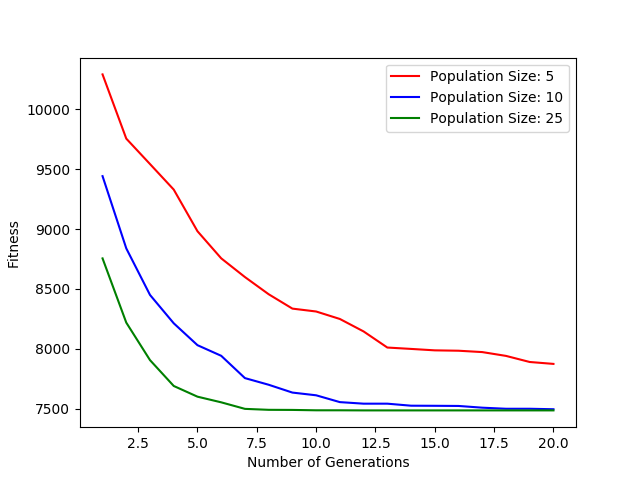 Population Size: 5
Population Size: 10
Population Size: 25
10000
9500
9000
8500
8000
7500
Fitness
2.5 5.0 7.5 10.0 12.5 15.0 17.5 20.0
Number of Generations